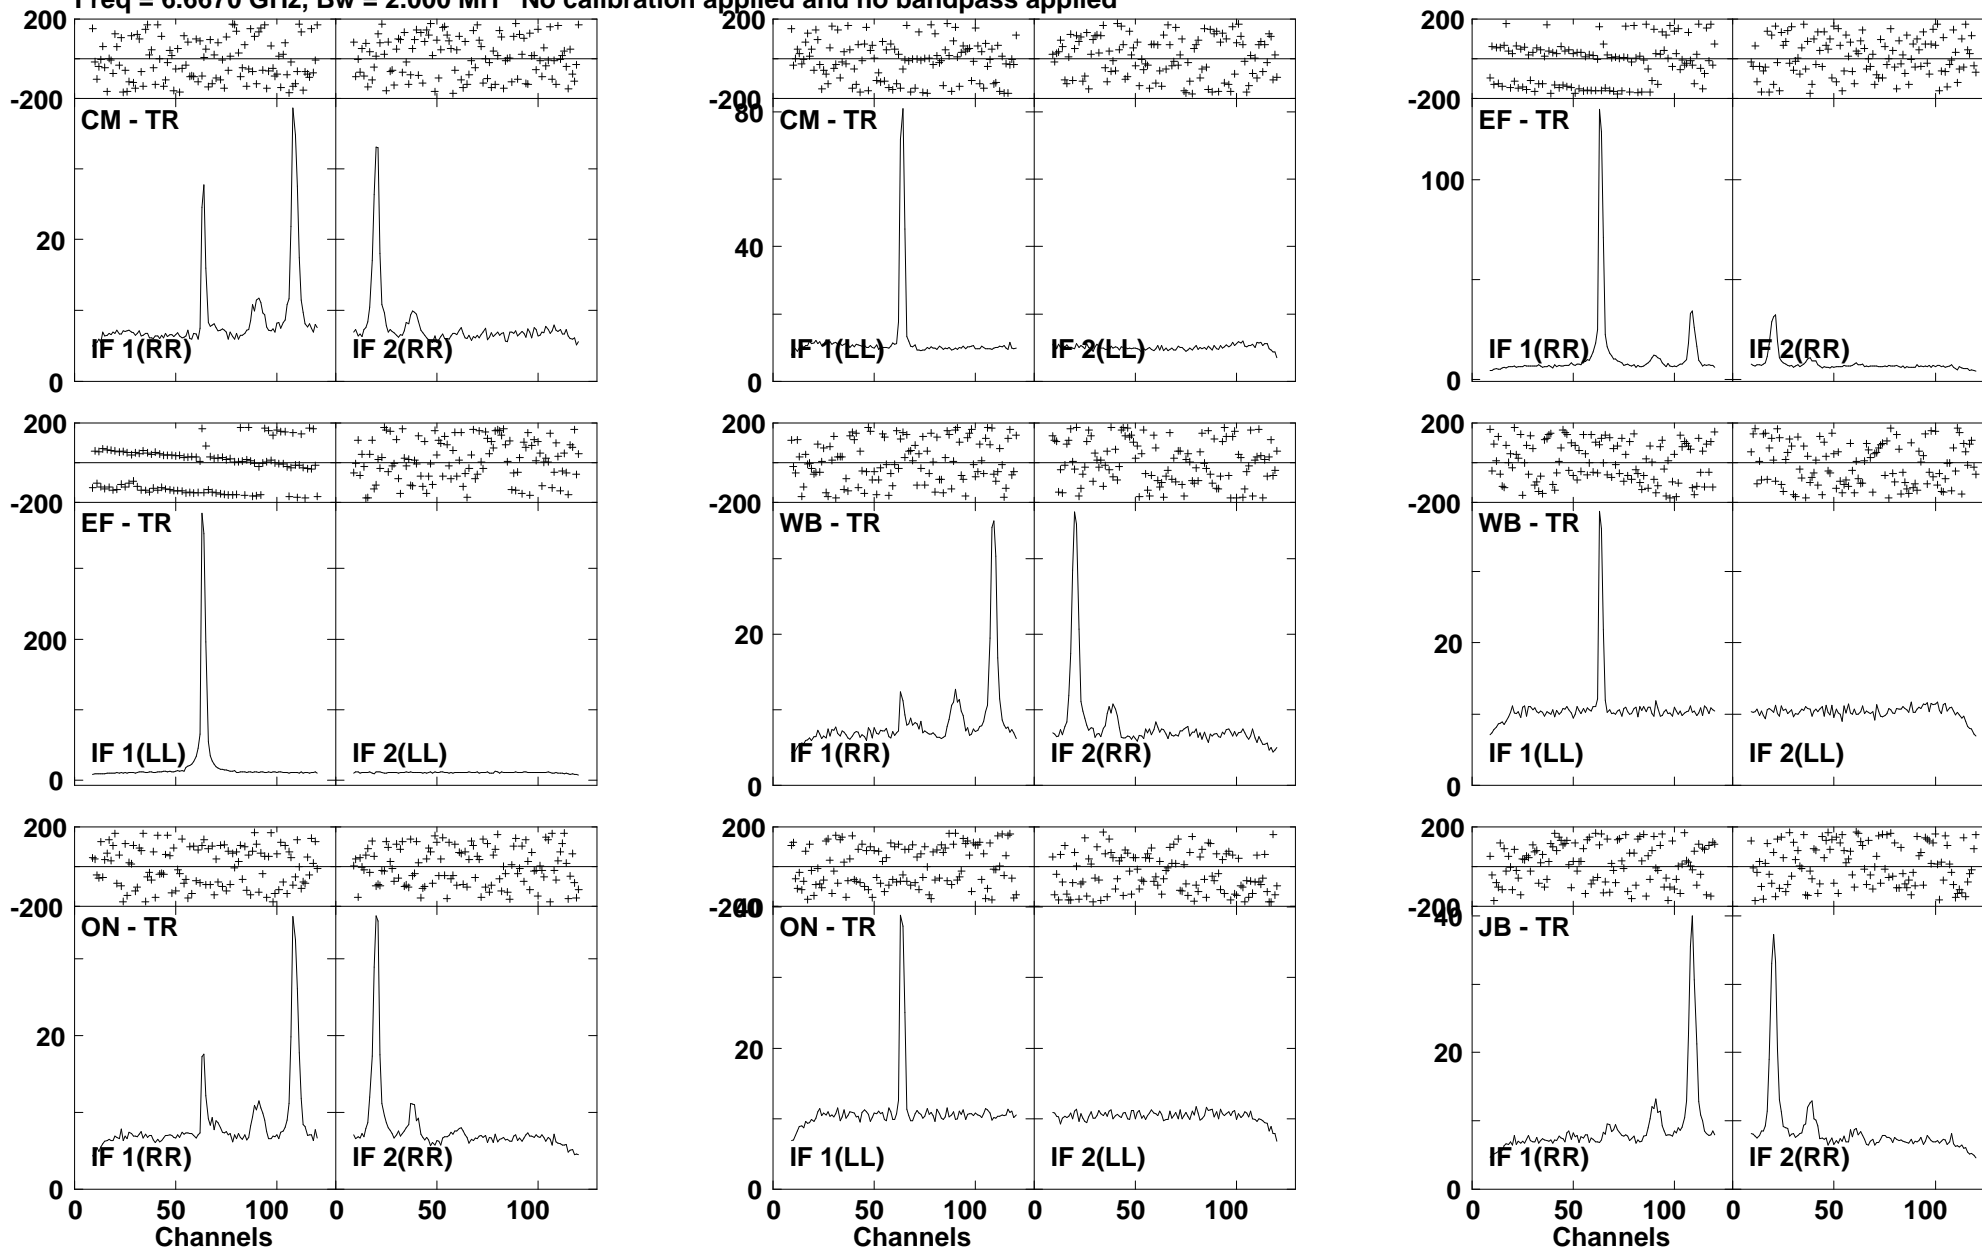 Freq = 6.6670 GHz, Bw = 2.000 MH No calibration applied and no bandpass applied
200
-200
CM - TR
20
0
IF 1(RR)
IF 2(RR)
200
-200
80
CM - TR
40
0
IF 1(LL)
IF 2(LL)
200
-200
EF - TR
100
0
IF 1(RR)
IF 2(RR)
200
-200
EF - TR
200
0
IF 1(LL)
IF 2(LL)
200
-200
WB - TR
20
0
IF 1(RR)
IF 2(RR)
200
-200
WB - TR
20
0
IF 1(LL)
IF 2(LL)
200
-200
ON - TR
20
0
IF 1(RR)
IF 2(RR)
0 50 100 0 50 100
Channels
200
-200
40
ON - TR
20
0
IF 1(LL)
IF 2(LL)
0 50 100 0 50 100
Channels
200
-200
40
JB - TR
20
0
IF 1(RR)
IF 2(RR)
0 50 100 0 50 100
Channels